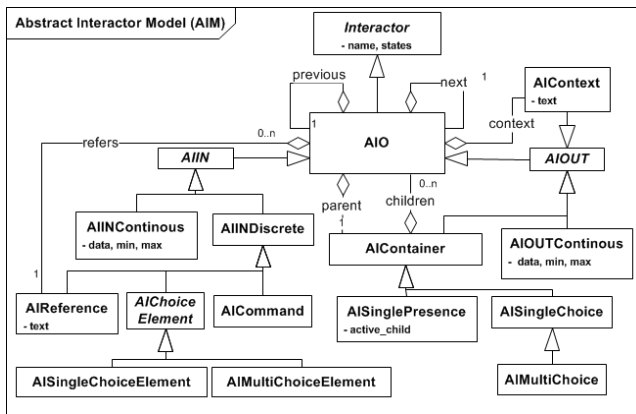 Abstract Interactor Model (AIM)
Interactor
- name, states
previous
next
1
AIContext
- text
1
AIO
context
refers
0..n
AIIN
AIOUT
0..n
parent
children
1
AIINContinous
- data, min, max
AIINDiscrete
AIContainer
AIOUTContinous
- data, min, max
1
AIReference
- text
AIChoice
Element
AICommand
AISinglePresence
- active_child
AISingleChoice
AISingleChoiceElement
AIMultiChoiceElement
AIMultiChoice